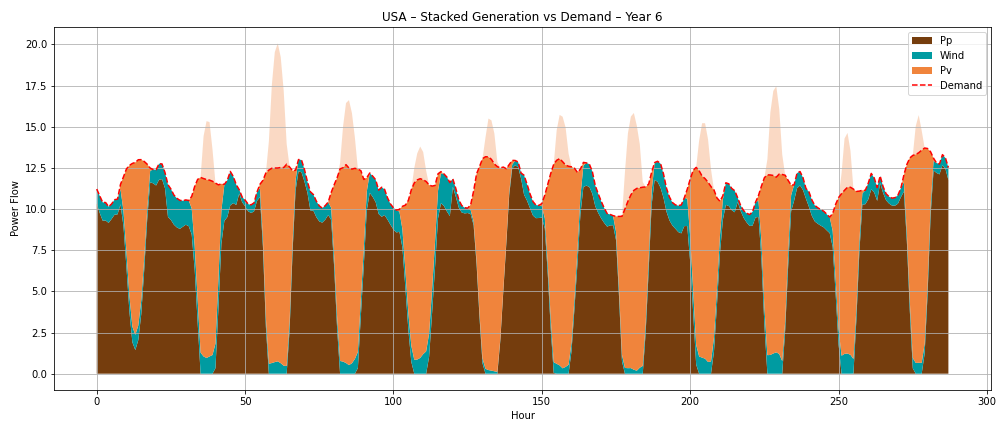 USA – Stacked Generation vs Demand – Year 6
Power Flow
20.0
17.5
15.0
12.5
10.0
7.5
5.0
2.5
0.0
Pp
Wind
Pv
Demand
0 50 100 150 200 250 300
Hour